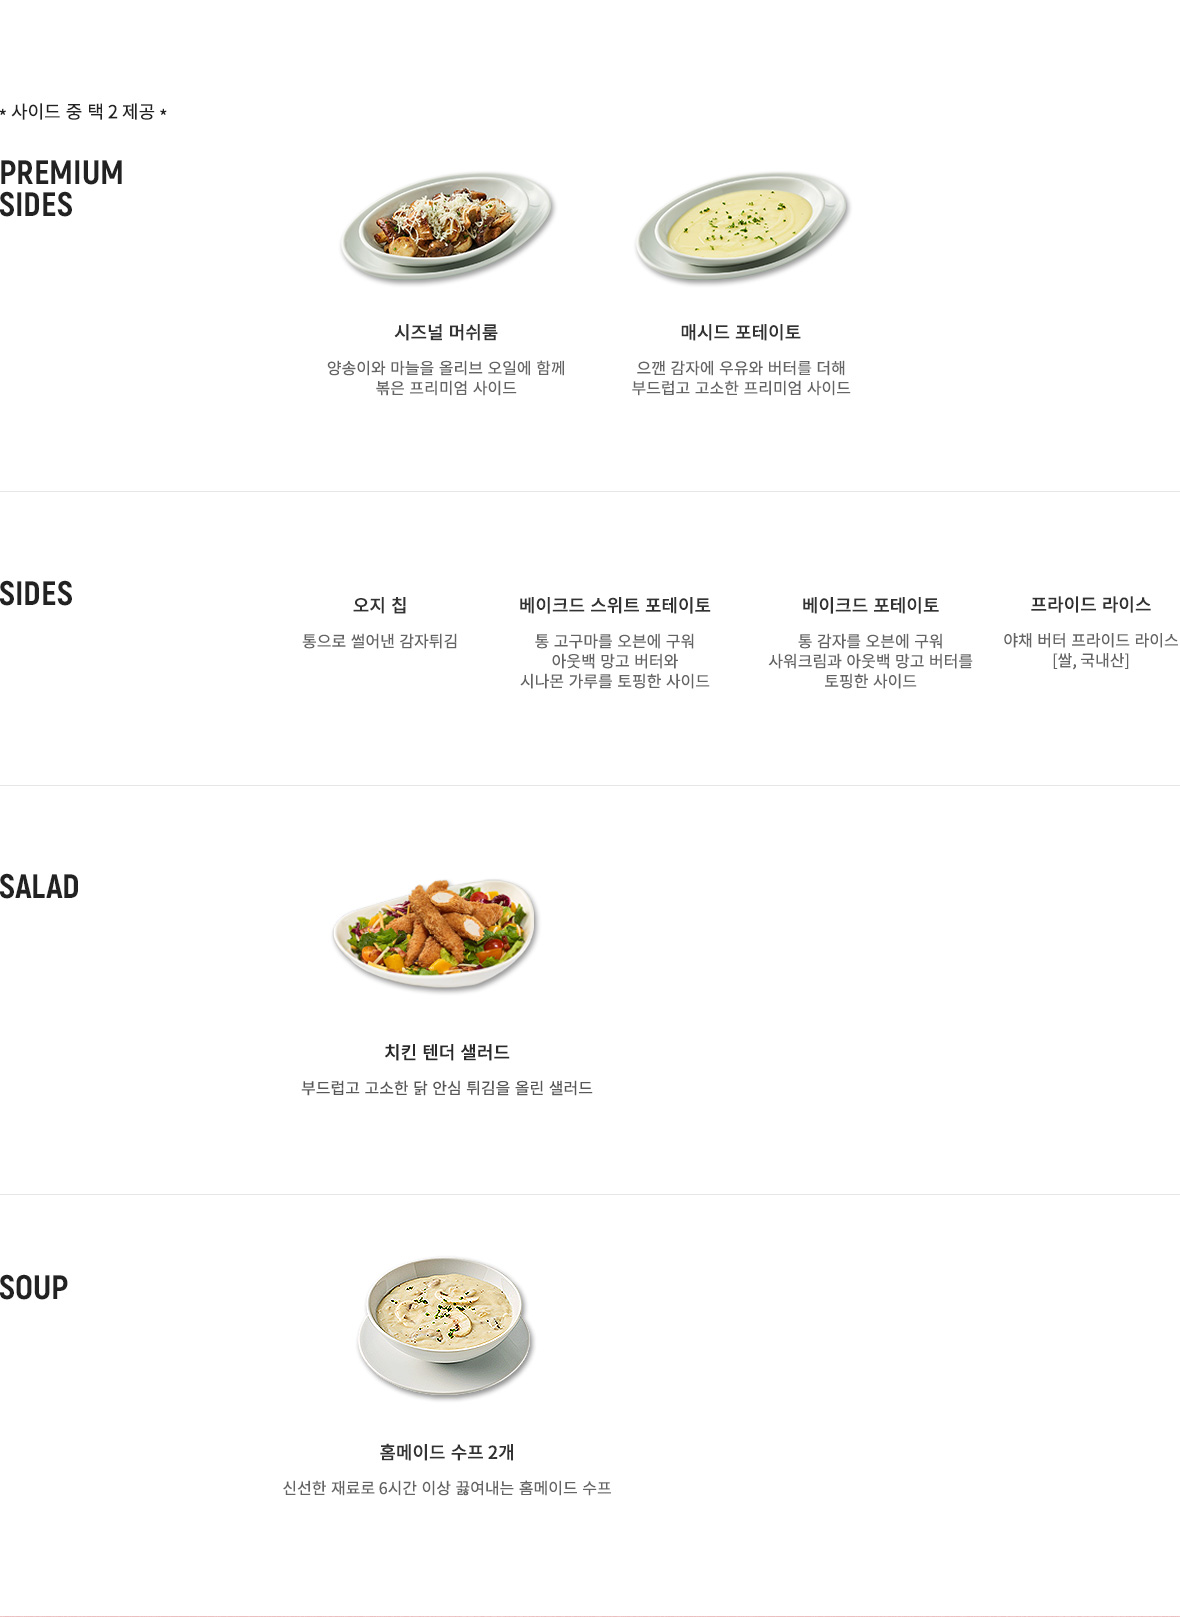 * 사이드 중 택 2 제공 *
PREMIUM
SIDES
시즈널 머쉬룸
양송이와 마늘을 올리브 오일에 함께
볶은 프리미엄 사이드
매시드 포테이토
으깬 감자에 우유와 버터를 더해
부드럽고 고소한 프리미엄 사이드
SIDES
오지 칩
통으로 썰어낸 감자튀김
베이크드 스위트 포테이토
통 고구마를 오븐에 구워
아웃백 망고 버터와
시나몬 가루를 토핑한 사이드
베이크드 포테이토
통 감자를 오븐에 구워
사워크림과 아웃백 망고 버터를
토핑한 사이드
프라이드 라이스
야채 버터 프라이드 라이스
[쌀, 국내산]
SALAD
치킨 텐더 샐러드
부드럽고 고소한 닭 안심 튀김을 올린 샐러드
SOUP
홈메이드 수프 2개
신선한 재료로 6시간 이상 끓여내는 홈메이드 수프